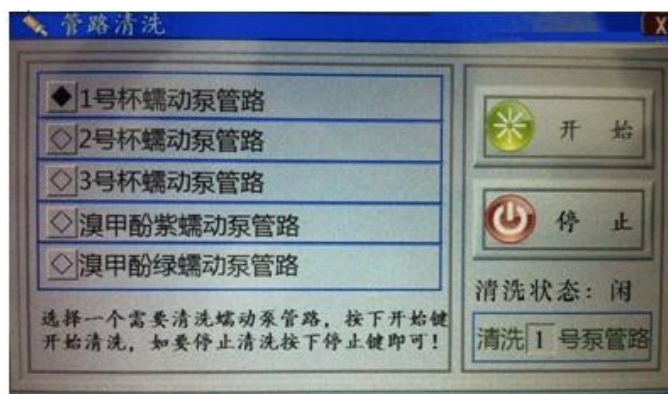 管路清洗
X
1号杯蠕动泵管路
2号杯蠕动泵管路
3号杯蠕动泵管路
溴甲酚紫蠕动泵管路
溴甲酚绿蠕动泵管路
选择一个需要清洗蠕动泵管路，按下开始键
开始清洗，如要停止清洗按下停止键即可！
开 始
停 止
清洗状态：闲
清洗 1 号泵管路